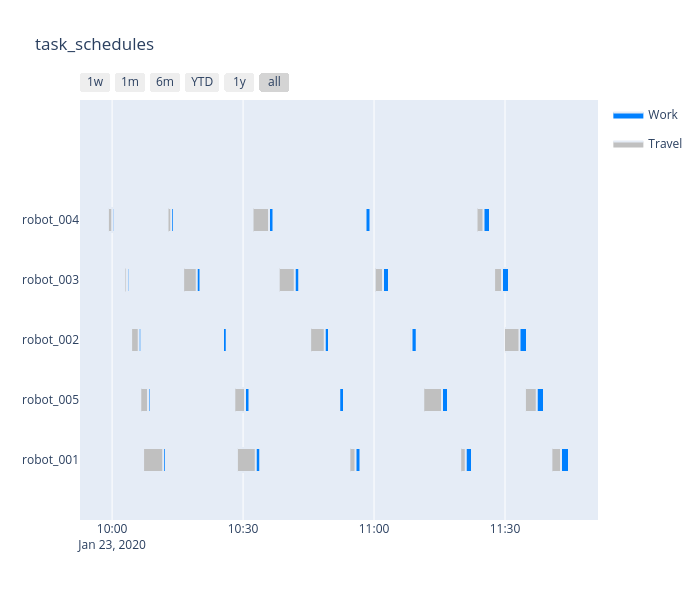 task_schedules
1w 1m 6m YTD 1y all
Work
Travel
robot_004
robot_003
robot_002
robot_005
robot_001
10:00 10:30 11:00 11:30
Jan 23, 2020